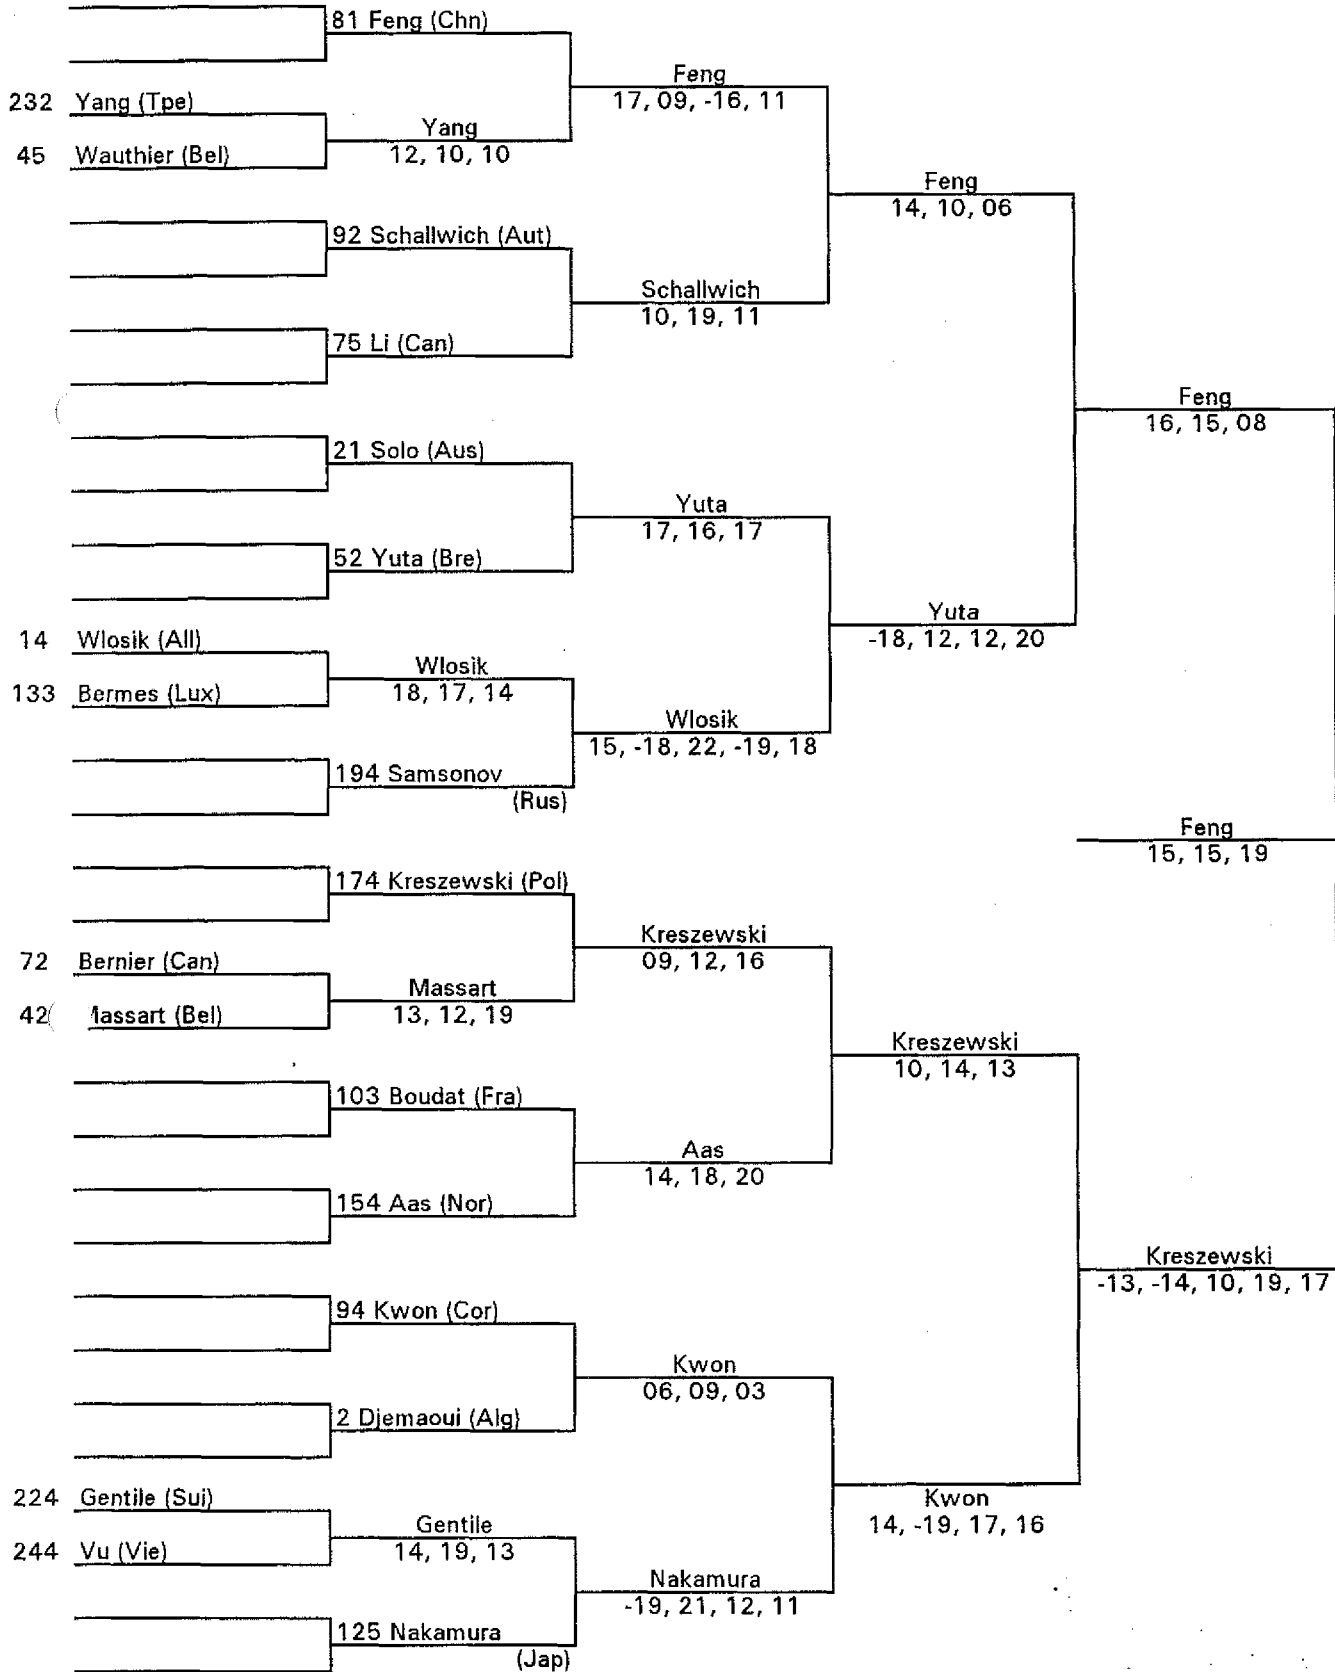 81 Feng (Chn)
Feng
17, 09, -16, 11
232 Yang (Tpe)
Yang
12, 10, 10
45 Wauthier (Bel)
Feng
14, 10, 06
92 Schallwich (Aut)
Schallwich
10, 19, 11
75 Li (Can)
Feng
16, 15, 08
21 Solo (Aus)
Yuta
17, 16, 17
52 Yuta (Bre)
Yuta
-18, 12, 12, 20
14 Wlosik (All)
Wlosik
18, 17, 14
133 Bermes (Lux)
Wlosik
15, -18, 22, -19, 18
194 Samsonov
(Rus)
Feng
15, 15, 19
174 Kreszewski (Pol)
Kreszewski
09, 12, 16
72 Bernier (Can)
Massart
13, 12, 19
42 Massart (Bel)
Kreszewski
10, 14, 13
103 Boudat (Fra)
Aas
14, 18, 20
154 Aas (Nor)
Kreszewski
-13, -14, 10, 19, 17
94 Kwon (Cor)
Kwon
06, 09, 03
2 Djemaoui (Alg)
224 Gentile (Sui)
Kwon
14, -19, 17, 16
Gentile
14, 19, 13
244 Vu (Vie)
Nakamura
-19, 21, 12, 11
125 Nakamura
(Jap)